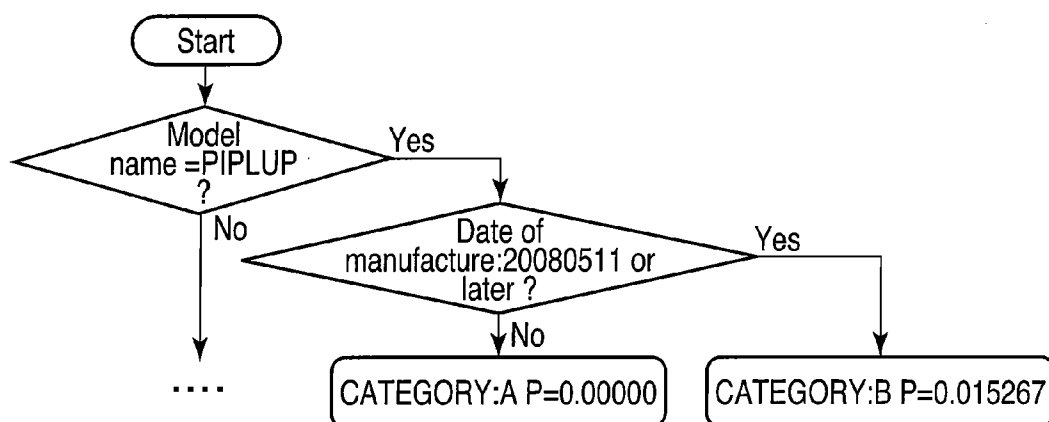 Start
Model
name =PIPLUP
?
Yes
No
Date of
manufacture:20080511 or
later ?
Yes
No
....
CATEGORY:A P=0.00000
CATEGORY:B P=0.015267